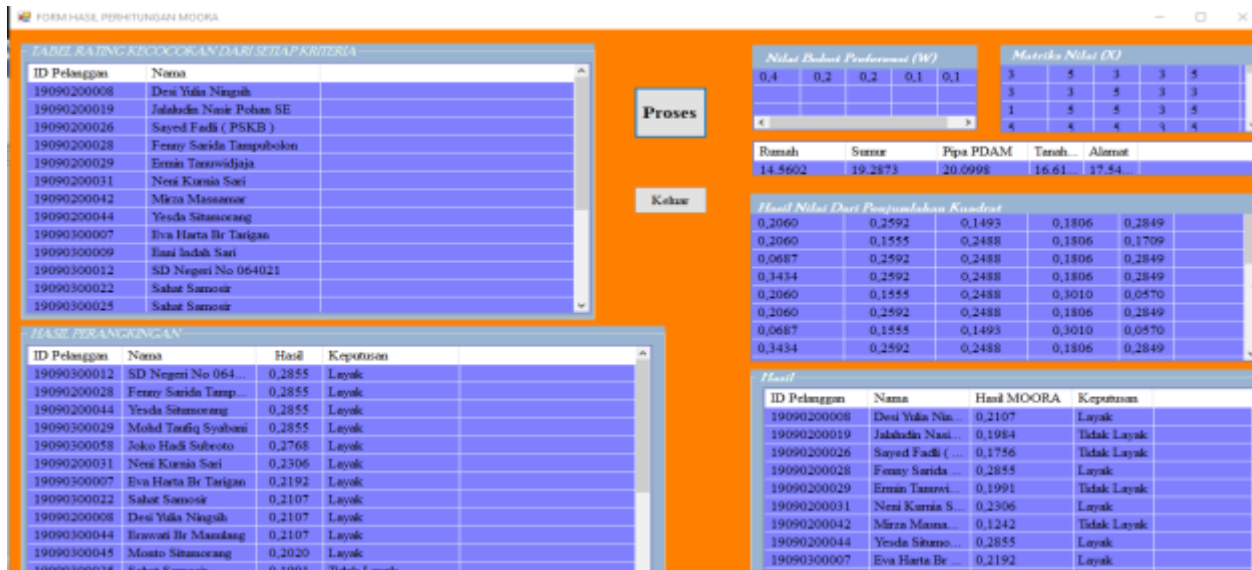 FORM HASIL PERHITUNGAN MOORA
TABEL RATING KECOCOKAN DARI SETIAP KRITERIA
ID Pelanggan Nama
19090200008 Desi Yulia Ningsih
19090200019 Jalaludin Nasir Pohan SE
19090200026 Sayed Fadli ( PSKB )
19090200028 Fenny Sarida Tampubolon
19090200029 Ermin Tanuwidjaja
19090200031 Neni Kurnia Sari
19090200042 Mirza
19090200044 Yesda Situmorang
19090300007 Eva Harta Br Tarigan
19090300009 Indah Sari
19090300012 SD Negeri No 064021
19090300022 Sahat Samosir
19090300025 Sahat Samosir
Proses
Keluar
Nilai Bobot Preferensi (W)
0,4 0,2 0,2 0,1 0,1
Matriks Nilai (X)
3 5 3 3 5
3 3 5 3 3
1 5 5 3 5
5 5 5 3 5
Rumah Sumur Pipa PDAM Tanah... Alamat
14.5602 19.2873 20.0998 16.61... 17.54...
Hasil Nilai Dari Penjumlahan Kuadrat
0,2060 0,2592 0,1493 0,1806 0,2849
0,2060 0,1555 0,2488 0,1806 0,1709
0,0687 0,2592 0,2488 0,1806 0,2849
0,3434 0,2592 0,2488 0,1806 0,2849
0,2060 0,1555 0,2488 0,3010 0,0570
0,2060 0,2592 0,2488 0,1806 0,2849
0,0687 0,1555 0,1493 0,3010 0,0570
0,3434 0,2592 0,2488 0,1806 0,2849
HASIL PERANGKINGAN
ID Pelanggan Nama Hasil Keputusan
19090300012 SD Negeri No 064... 0,2855 Layak
19090200028 Fenny Sarida Tamp... 0,2855 Layak
19090200044 Yesda Situmorang 0,2855 Layak
19090300029 Mohd Taufiq Syabani 0,2855 Layak
19090300058 Joko Hadi Subroto 0,2768 Layak
19090200031 Neni Kurnia Sari 0,2306 Layak
19090300007 Eva Harta Br Tarigan 0,2192 Layak
19090300022 Sahat Samosir 0,2107 Layak
19090200008 Desi Yulia Ningsih 0,2107 Layak
19090300044 Erawati Br Manulang 0,2107 Layak
19090300045 Monto Situmorang 0,2020 Layak
19090300025 Sahat Samosir 0,1991 Tidak Layak
Hasil
ID Pelanggan Nama Hasil MOORA Keputusan
19090200008 Desi Yulia Nin... 0,2107 Layak
19090200019 Jalaludin Nasi... 0,1984 Tidak Layak
19090200026 Sayed Fadli ( ... 0,1756 Tidak Layak
19090200028 Fenny Sarida ... 0,2855 Layak
19090200029 Ermin Tanuwi... 0,1991 Tidak Layak
19090200031 Neni Kurnia S... 0,2306 Layak
19090200042 Mirza 0,1242 Tidak Layak
19090200044 Yesda Situmo... 0,2855 Layak
19090300007 Eva Harta Br ... 0,2192 Layak